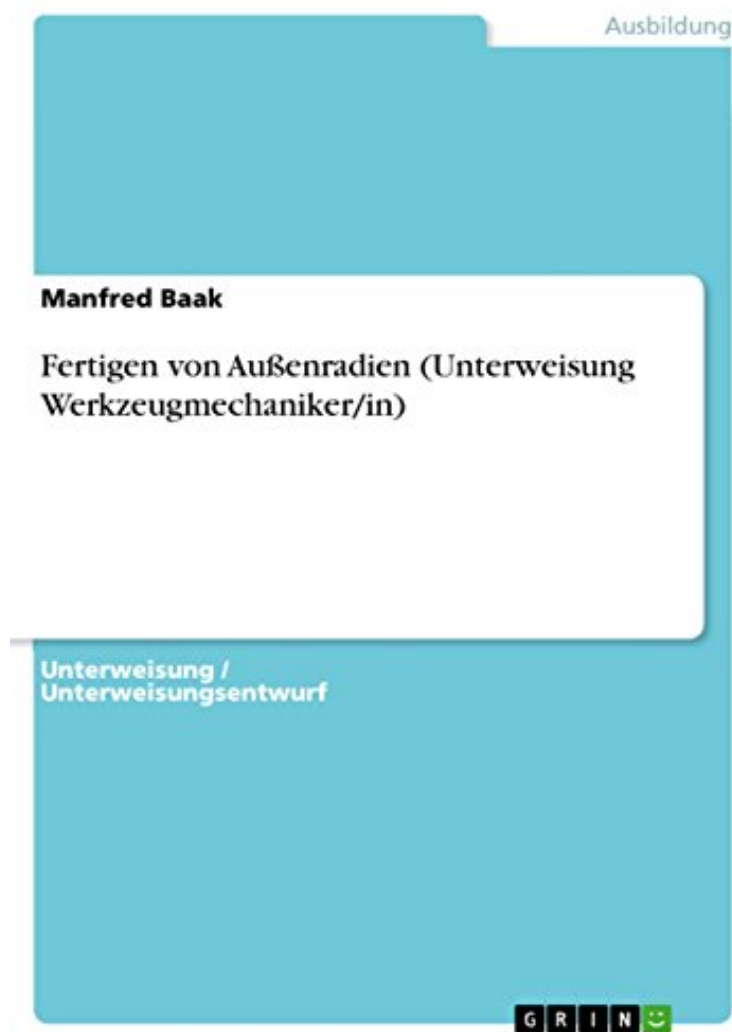 Ausbildung
Manfred Baak
Fertigen von Außenradien (Unterweisung
Werkzeugmechaniker/in)
Unterweisung /
Unterweisungsentwurf
GRIN